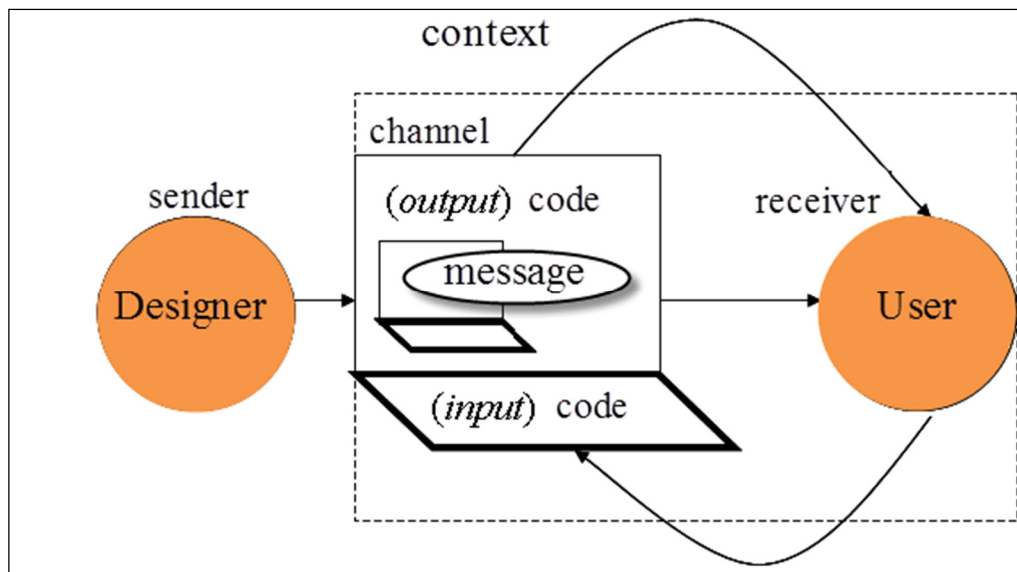 context
channel
sender
(output) code
receiver
message
Designer
User
(input) code